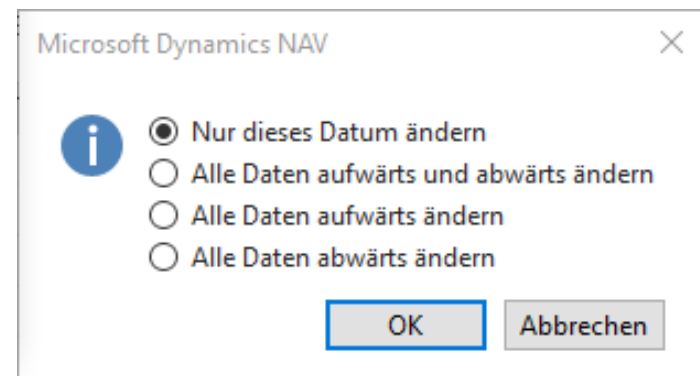 Microsoft Dynamics NAV
Nur dieses Datum ändern
Alle Daten aufwärts und abwärts ändern
Alle Daten aufwärts ändern
Alle Daten abwärts ändern
OK Abbrechen